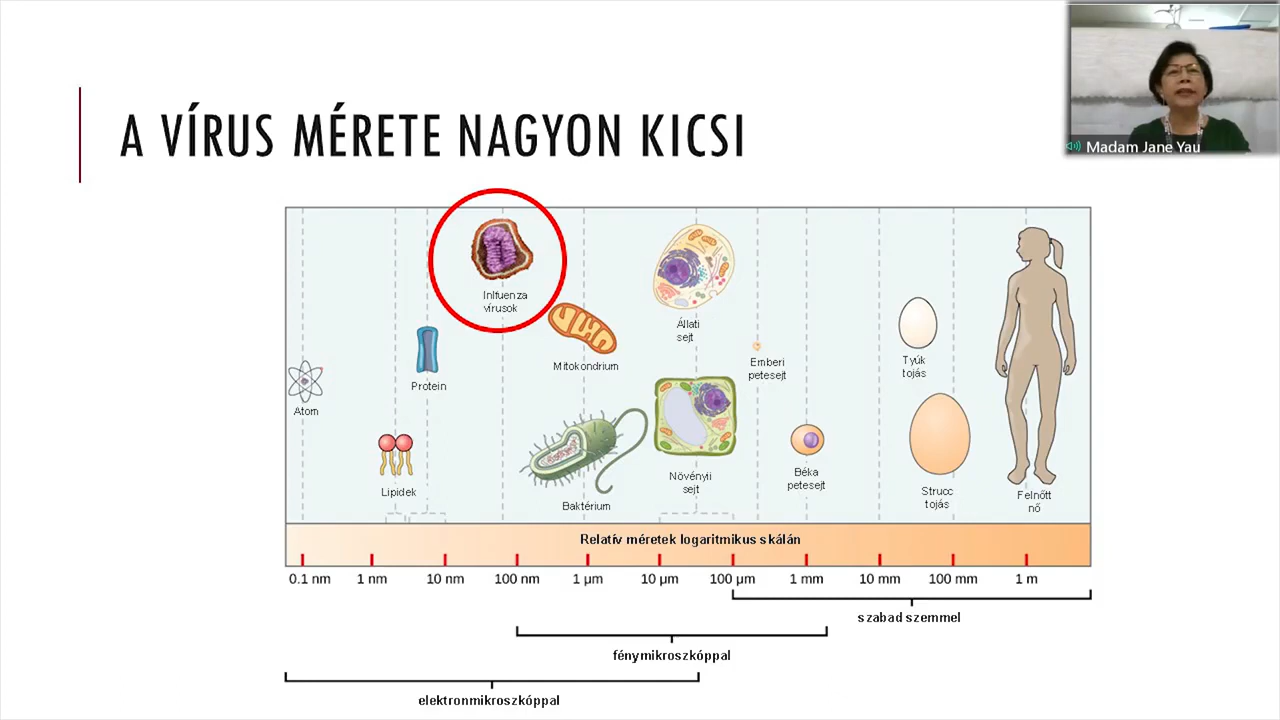 Madam Jane Yau
A VÍRUS MÉRETE NAGYON KICSI
Inlfuenza
vírusok
Állati
sejt
Mitokondrium
Emberi
petesejt
Tyúk
tojás
Protein
Atom
Lipidek
Baktérium
Növényii
sejt
Béka
petesejt
Strucc
tojás
Felnőtt
nő
Relatív méretek logaritmikus skálán
0.1 nm 1 nm 10 nm 100 nm 1 µm 10 µm 100 µm 1 mm 10 mm 100 mm 1 m
szabad szemmel
fénymikroszkóppal
elektronmikroszkóppal